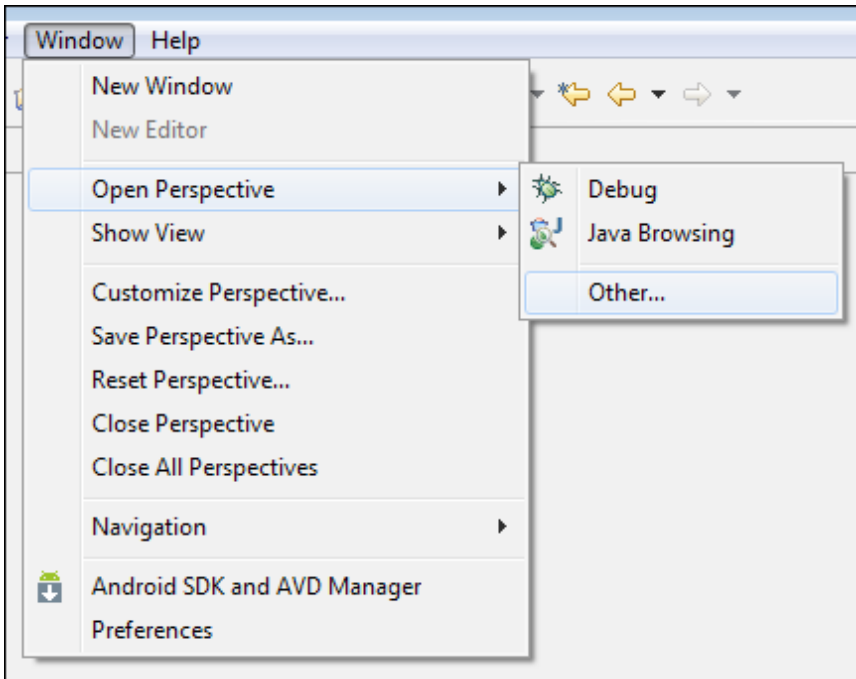 Window Help
New Window
New Editor
Open Perspective
Debug
Show View
Java Browsing
Customize Perspective...
Other...
Save Perspective As...
Reset Perspective...
Close Perspective
Close All Perspectives
Navigation
Android SDK and AVD Manager
Preferences